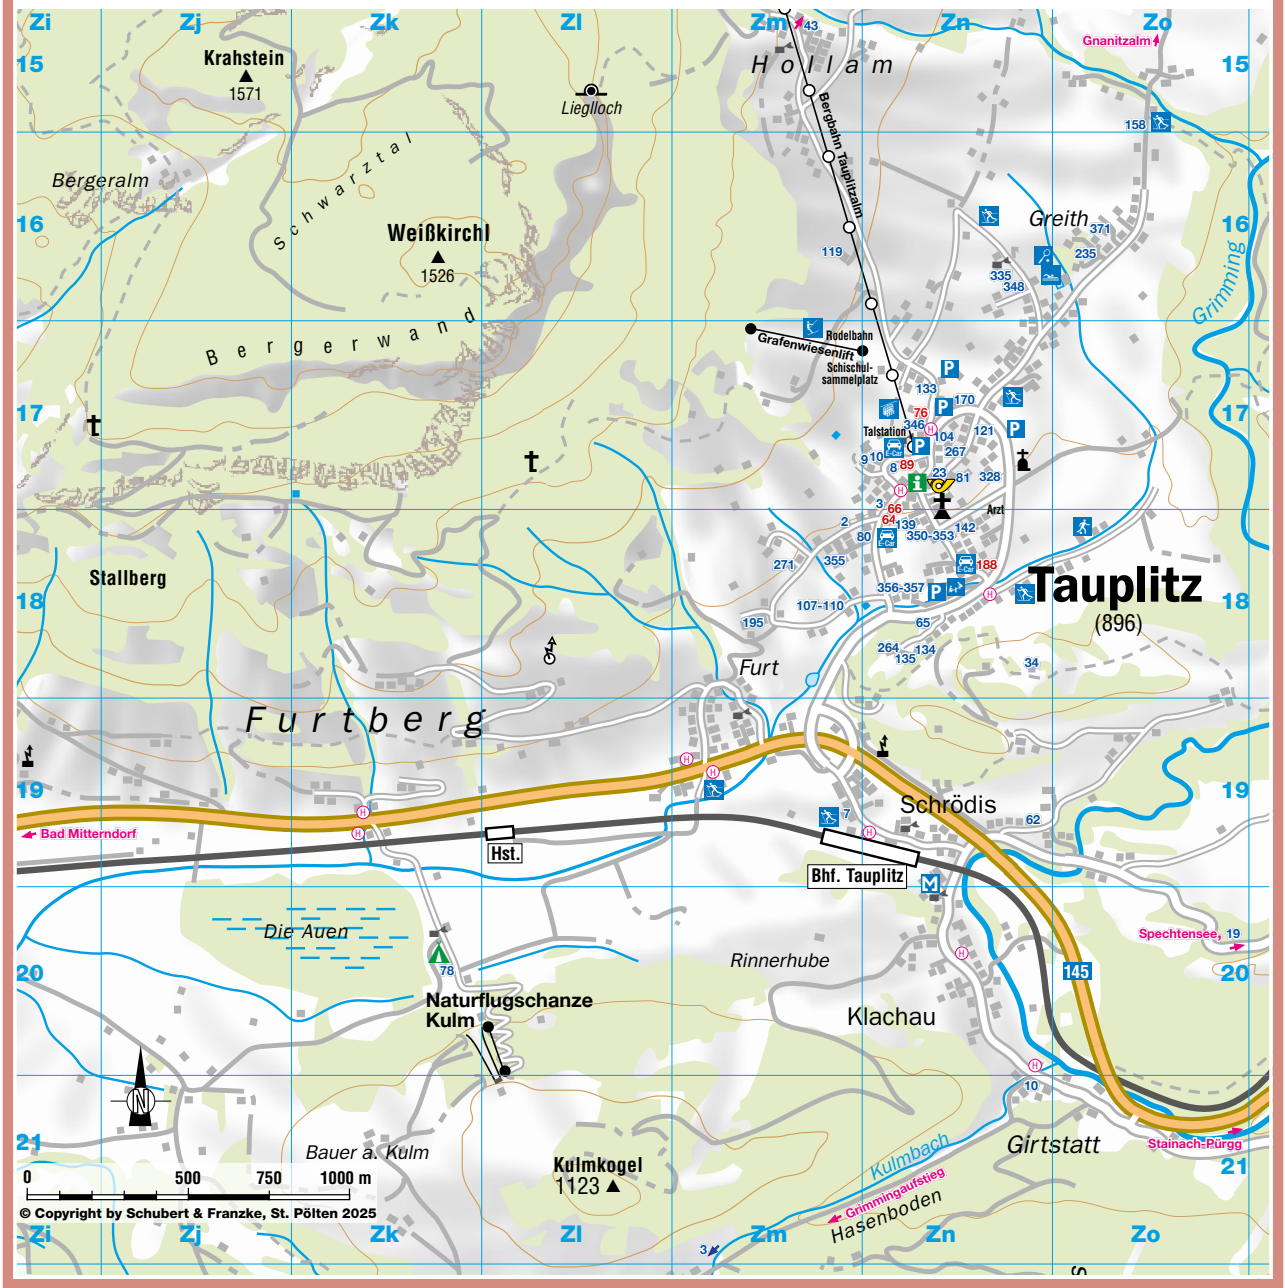 Zi Zj Zk Zl Zm Zn Zo
43
Gnanitzalm
15 15
Krahstein
1571
Lieglloch
Hollam
Bergbahn Tauplitzalm
158
Schwarztal
Bergeralm
Greith
371
235
16 16
Weißkirchl
1526
119
335
348
Grimming
Bergerwand
Rodelbahn
Grafenwiesenlift
Schischul-
sammelplatz
P
133
170
P
76
17 17
346
H
Talstation
104
121
P
E-Car
P
9 10
267
8
89
23
81
328
i
H
3
66
Arzt
64
2
139
142
80
350-353
E-Car
271
355
E-Car
188
Stallberg
Tauplitz
(896)
18 18
356-357
P
H
107-110
195
65
264
134
135
34
Furt
Furtberg
H
H
19 19
Schrödis
H
7
62
H
H
Bad Mitterndorf
Hst.
Bhf. Tauplitz
M
Die Auen
Spechtensee, 19
H
Rinnerhube
78
145
20 20
Naturflugschanze
Kulm
Klachau
H
10
N
21 21
Girtstatt
Stainach-Pürgg
Bauer a. Kulm
Kulmbach
Kulmkogel
1123
Grimmingaufstieg
Hasenboden
0 500 750 1000 m
© Copyright by Schubert & Franzke, St. Pölten 2025
Zi Zj Zk Zl Zm Zn Zo
3